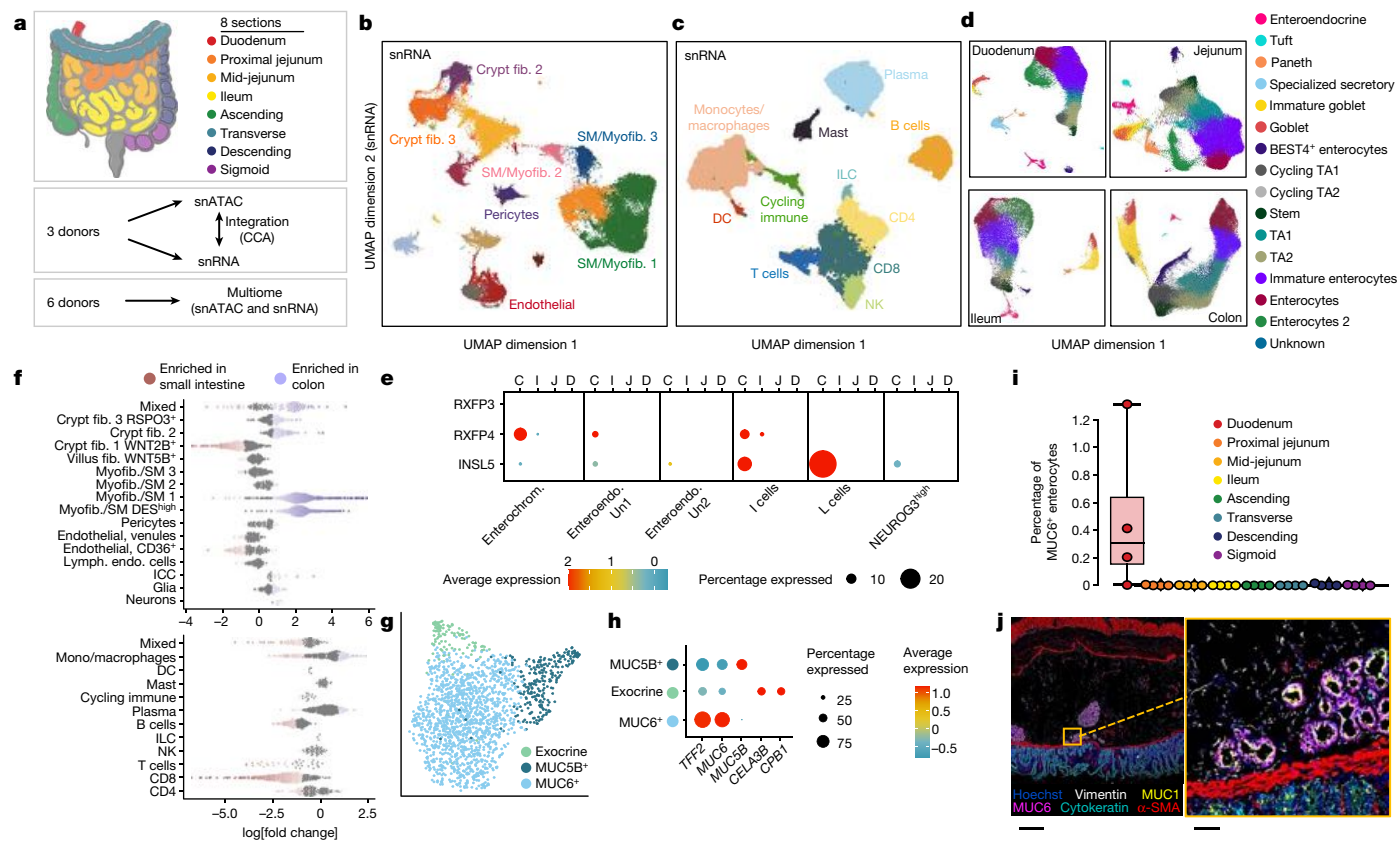 a
8 sections
Duodenum
Proximal jejunum
Mid-jejunum
Ileum
Ascending
Transverse
Descending
Sigmoid
3 donors
snATAC
Integration
(CCA)
snRNA
6 donors
Multiome
(snATAC and snRNA)
b
snRNA
Crypt fib. 2
Crypt fib. 3
SM/Myofib. 3
SM/Myofib. 2
Pericytes
SM/Myofib. 1
Endothelial
UMAP dimension 2 (snRNA)
UMAP dimension 1
c
snRNA
Plasma
Monocytes/
macrophages
Mast
B cells
ILC
Cycling
immune
DC
CD4
T cells
CD8
NK
UMAP dimension 1
d
Duodenum
Jejunum
Ileum
Colon
UMAP dimension 1
Enteroendocrine
Tuft
Paneth
Specialized secretory
Immature goblet
Goblet
BEST4⁺ enterocytes
Cycling TA1
Cycling TA2
Stem
TA1
TA2
Immature enterocytes
Enterocytes
Enterocytes 2
Unknown
f
Enriched in
small intestine
Enriched in
colon
Mixed
Crypt fib. 3 RSPO3⁺
Crypt fib. 2
Crypt fib. 1 WNT2B⁺
Villus fib. WNT5B⁺
Myofib./SM 3
Myofib./SM 2
Myofib./SM 1
Myofib./SM DESʰⁱᵍʰ
Pericytes
Endothelial, venules
Endothelial, CD36⁺
Lymph. endo. cells
ICC
Glia
Neurons
−4 −2 0 2 4 6
Mixed
Mono/macrophages
DC
Mast
Cycling immune
Plasma
B cells
ILC
NK
T cells
CD8
CD4
−5.0 −2.5 0 2.5
log[fold change]
e
C I J D C I J D C I J D C I J D C I J D C I J D
RXFP3
RXFP4
INSL5
Enterochrom.
Enteroendo.
Un1
Enteroendo.
Un2
I cells
L cells
NEUROG3ʰⁱᵍʰ
2 1 0
Average expression
Percentage expressed 10 20
g
Exocrine
MUC5B⁺
MUC6⁺
h
MUC5B⁺
Exocrine
MUC6⁺
TFF2
MUC6
MUC5B
CELA3B
CPB1
Percentage
expressed
25
50
75
Average
expression
1.0
0.5
0
−0.5
i
Percentage of
MUC6⁺ enterocytes
1.2
1.0
0.8
0.6
0.4
0.2
0
Duodenum
Proximal jejunum
Mid-jejunum
Ileum
Ascending
Transverse
Descending
Sigmoid
j
Hoechst Vimentin MUC1
MUC6 Cytokeratin α-SMA